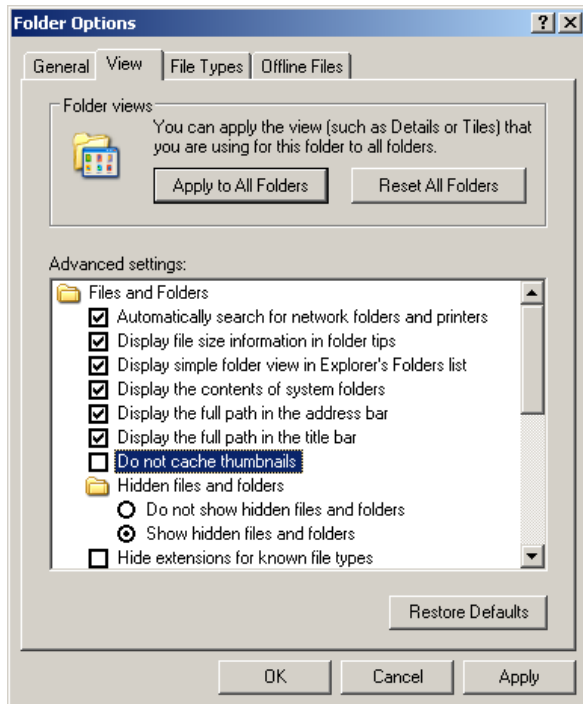 Folder Options
General View File Types Offline Files
Folder views
You can apply the view (such as Details or Tiles) that
you are using for this folder to all folders.
Apply to All Folders Reset All Folders
Advanced settings:
Files and Folders
Automatically search for network folders and printers
Display file size information in folder tips
Display simple folder view in Explorer's Folders list
Display the contents of system folders
Display the full path in the address bar
Display the full path in the title bar
Do not cache thumbnails
Hidden files and folders
Do not show hidden files and folders
Show hidden files and folders
Hide extensions for known file types
Restore Defaults
OK Cancel Apply